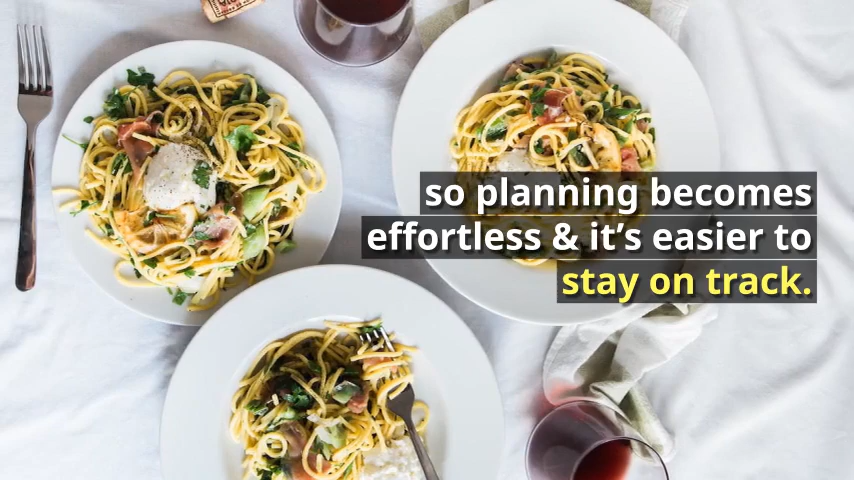 so planning becomes
effortless & it’s easier to
stay on track.